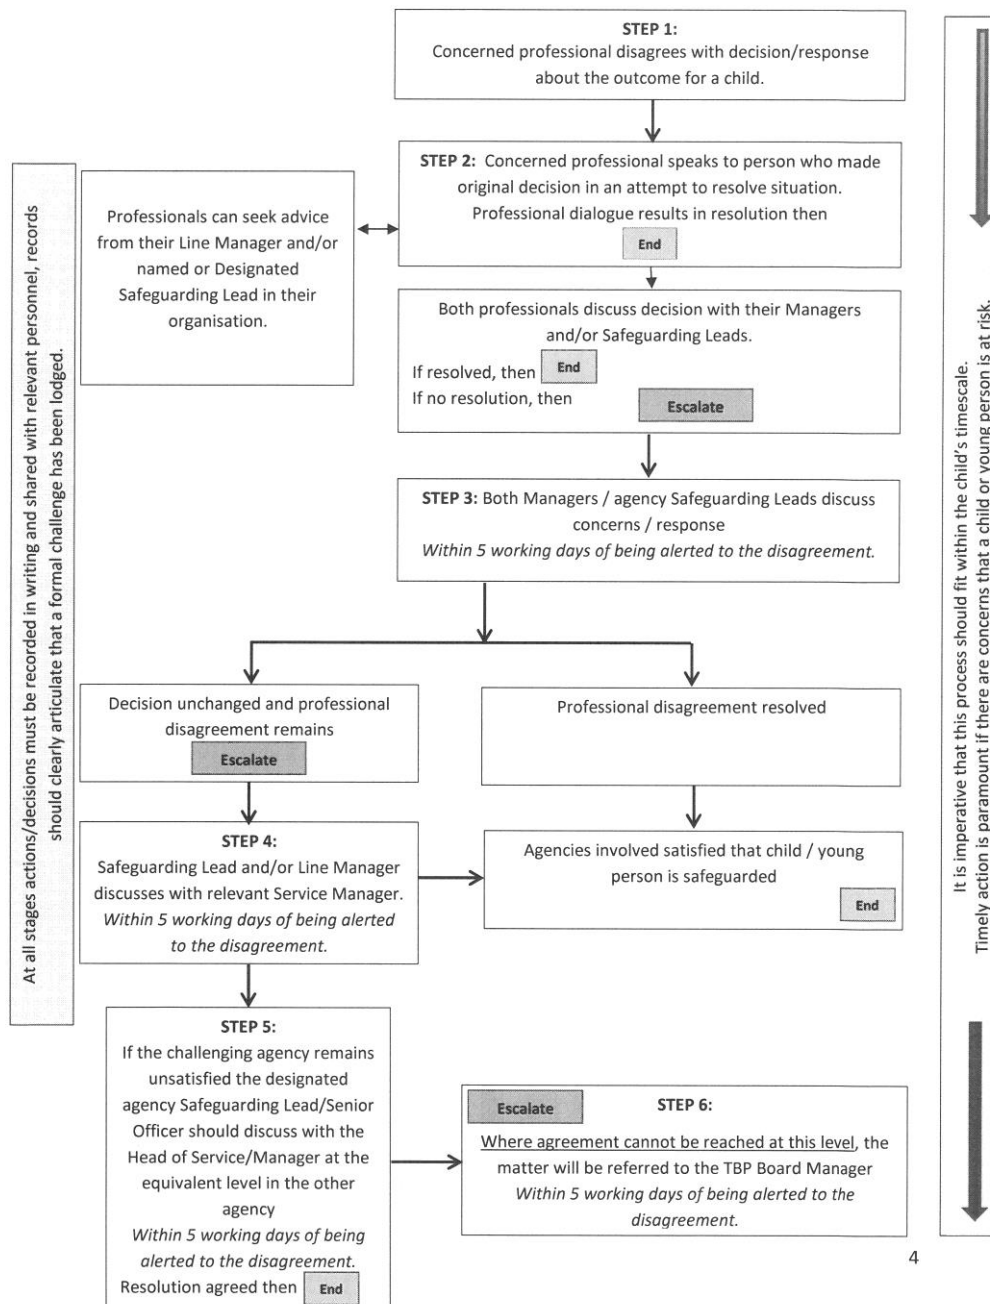 STEP 1:
Concerned professional disagrees with decision/response
about the outcome for a child.
STEP 2: Concerned professional speaks to person who made
original decision in an attempt to resolve situation.
Professional dialogue results in resolution then
End
Professionals can seek advice
from their Line Manager and/or
named or Designated
Safeguarding Lead in their
organisation.
Both professionals discuss decision with their Managers
and/or Safeguarding Leads.
If resolved, then End
If no resolution, then
Escalate
STEP 3: Both Managers / agency Safeguarding Leads discuss
concerns / response
Within 5 working days of being alerted to the disagreement.
Decision unchanged and professional
disagreement remains
Escalate
Professional disagreement resolved
STEP 4:
Safeguarding Lead and/or Line Manager
discusses with relevant Service Manager.
Within 5 working days of being alerted
to the disagreement.
Agencies involved satisfied that child / young
person is safeguarded
End
STEP 5:
If the challenging agency remains
unsatisfied the designated
agency Safeguarding Lead/Senior
Officer should discuss with the
Head of Service/Manager at the
equivalent level in the other
agency
Within 5 working days of being
alerted to the disagreement.
Resolution agreed then End
Escalate
STEP 6:
Where agreement cannot be reached at this level, the
matter will be referred to the TBP Board Manager
Within 5 working days of being alerted to the
disagreement.
At all stages actions/decisions must be recorded in writing and shared with relevant personnel, records
should clearly articulate that a formal challenge has been lodged.
It is imperative that this process should fit within the child's timescale.
Timely action is paramount if there are concerns that a child or young person is at risk.
4